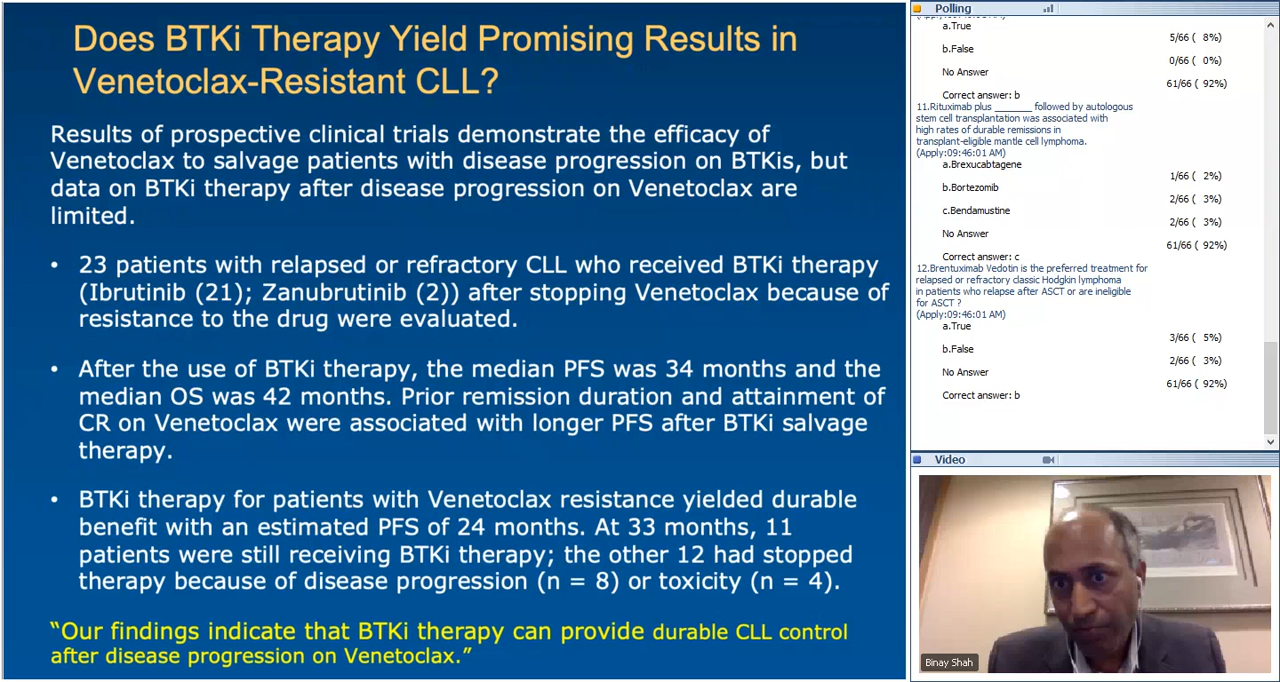 Does BTKi Therapy Yield Promising Results in
Venetoclax-Resistant CLL?
Results of prospective clinical trials demonstrate the efficacy of
Venetoclax to salvage patients with disease progression on BTKis, but
data on BTKi therapy after disease progression on Venetoclax are
limited.
• 23 patients with relapsed or refractory CLL who received BTKi therapy
(Ibrutinib (21); Zanubrutinib (2)) after stopping Venetoclax because of
resistance to the drug were evaluated.
• After the use of BTKi therapy, the median PFS was 34 months and the
median OS was 42 months. Prior remission duration and attainment of
CR on Venetoclax were associated with longer PFS after BTKi salvage
therapy.
• BTKi therapy for patients with Venetoclax resistance yielded durable
benefit with an estimated PFS of 24 months. At 33 months, 11
patients were still receiving BTKi therapy; the other 12 had stopped
therapy because of disease progression (n = 8) or toxicity (n = 4).
“Our findings indicate that BTKi therapy can provide durable CLL control
after disease progression on Venetoclax.”
Polling
a.True
5/66 ( 8%)
b.False
0/66 ( 0%)
No Answer
61/66 ( 92%)
Correct answer: b
11.Rituximab plus _______ followed by autologous
stem cell transplantation was associated with
high rates of durable remissions in
transplant-eligible mantle cell lymphoma.
(Apply:09:46:01 AM)
a.Brexucabtagene
1/66 ( 2%)
b.Bortezomib
2/66 ( 3%)
c.Bendamustine
2/66 ( 3%)
No Answer
61/66 ( 92%)
Correct answer: c
12.Brentuximab Vedotin is the preferred treatment for
relapsed or refractory classic Hodgkin lymphoma
in patients who relapse after ASCT or are ineligible
for ASCT ?
(Apply:09:46:01 AM)
a.True
3/66 ( 5%)
b.False
2/66 ( 3%)
No Answer
61/66 ( 92%)
Correct answer: b
Video
Binay Shah